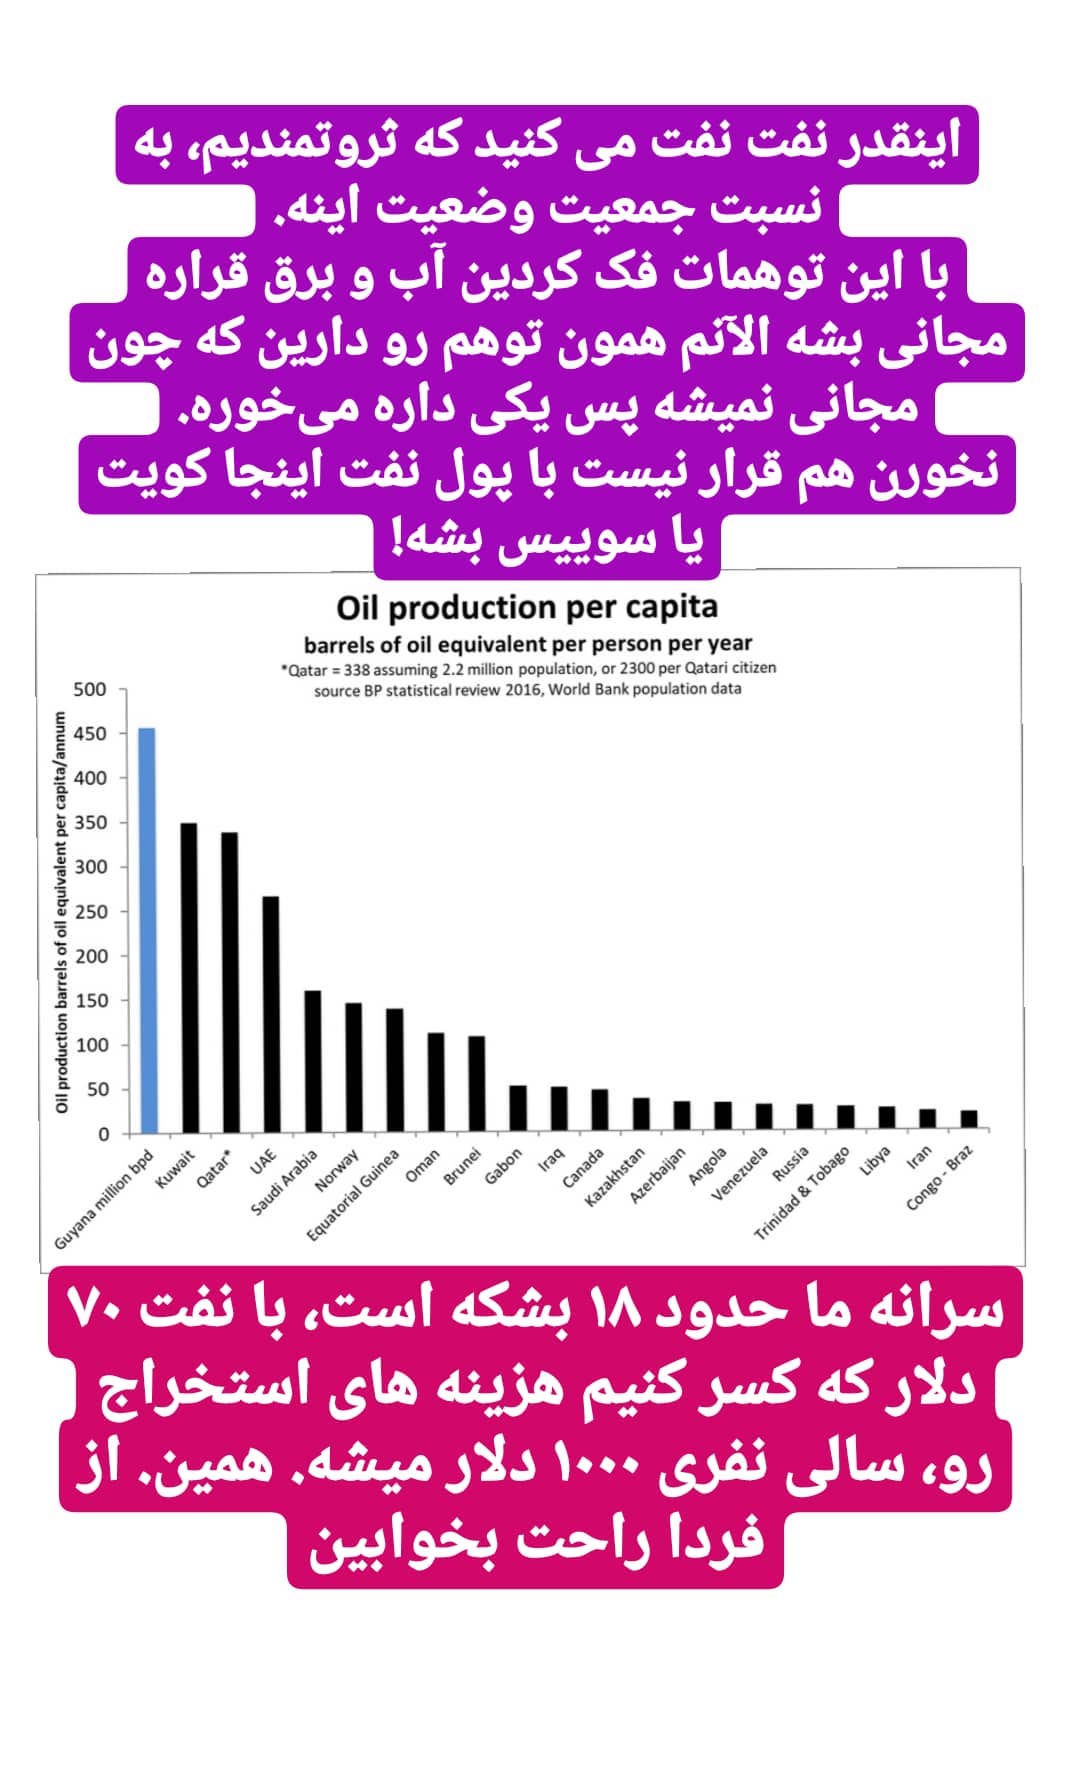 اینقدر نفت نفت می کنید که ثروتمندیم، به
نسبت جمعیت وضعیت اینه.
با این توهمات فک کردین آب و برق قراره
مجانی بشه الآنم همون توهم رو دارین که چون
مجانی نمیشه پس یکی داره می‌خوره.
نخورن هم قرار نیست با پول نفت اینجا کویت
یا سوییس بشه!
Oil production per capita
barrels of oil equivalent per person per year
*Qatar = 338 assuming 2.2 million population, or 2300 per Qatari citizen
source BP statistical review 2016, World Bank population data
Oil production barrels of oil equivalent per capita/annum
500
450
400
350
300
250
200
150
100
50
0
Guyana million bpd
Kuwait
Qatar*
UAE
Saudi Arabia
Norway
Equatorial Guinea
Oman
Brunei
Gabon
Iraq
Canada
Kazakhstan
Azerbaijan
Angola
Venezuela
Russia
Trinidad & Tobago
Libya
Iran
Congo - Braz
سرانه ما حدود ۱۸ بشکه است، با نفت ۷۰
دلار که کسر کنیم هزینه های استخراج
رو، سالی نفری ۱۰۰۰ دلار میشه. همین. از
فردا راحت بخوابین